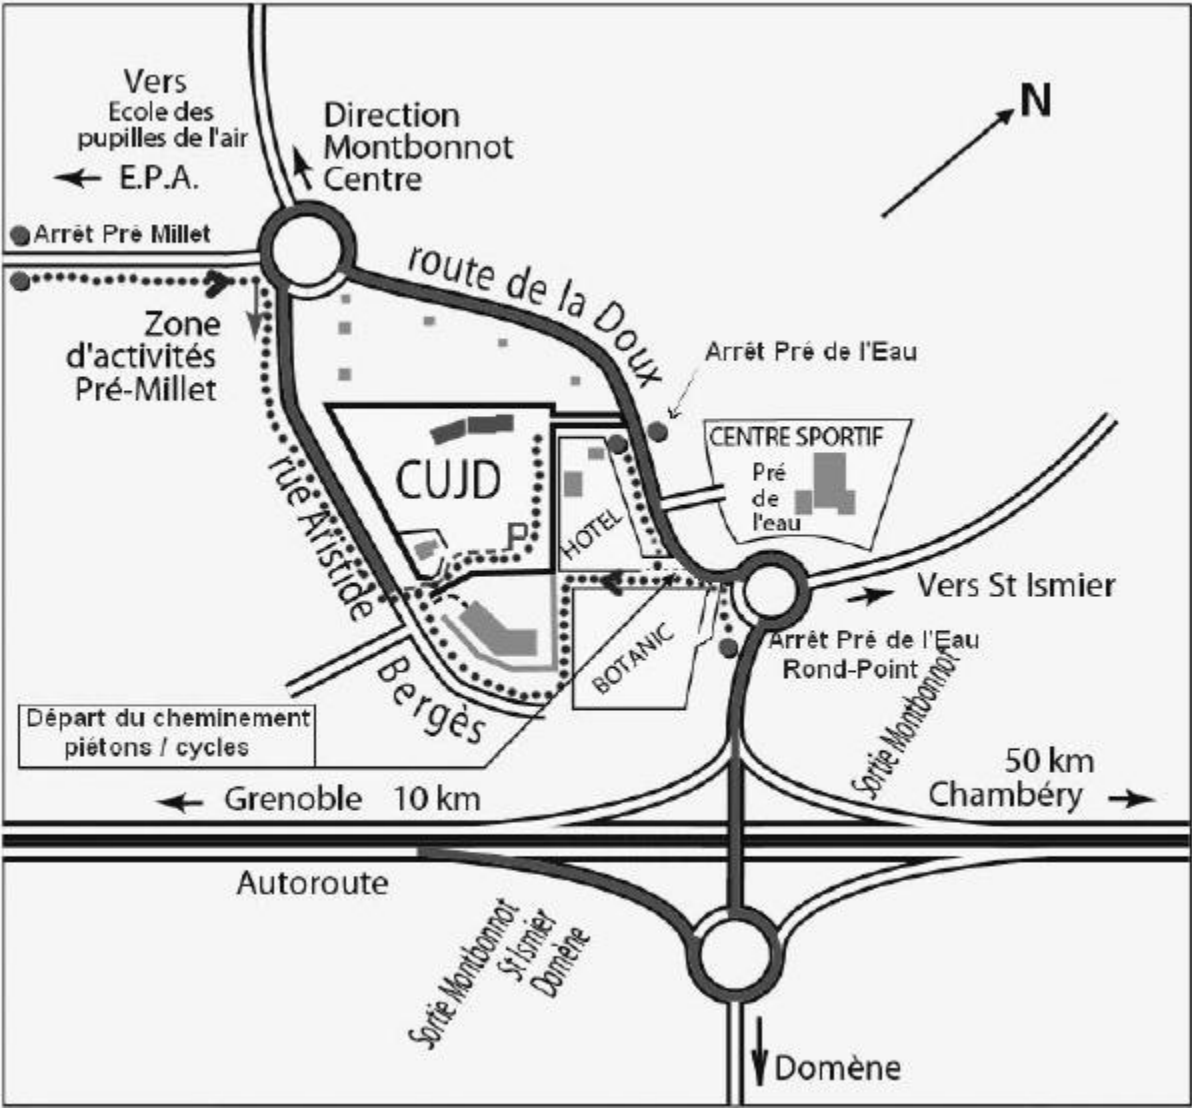 Vers
Ecole des
pupilles de l'air
E.P.A.
Direction
Montbonnot
Centre
N
Arrêt Pré Millet
route de la Doux
Zone
d'activités
Pré-Millet
Arrêt Pré de l'Eau
CENTRE SPORTIF
Pré
de
l'eau
CUJD
P
HOTEL
rue Aristide
Bergès
Vers St Ismier
BOTANIC
Arrêt Pré de l'Eau
Rond-Point
Départ du cheminement
piétons / cycles
Sortie Montbonnot
50 km
Chambéry
Grenoble 10 km
Autoroute
Sortie Montbonnot
St Ismier
Domène
Domène